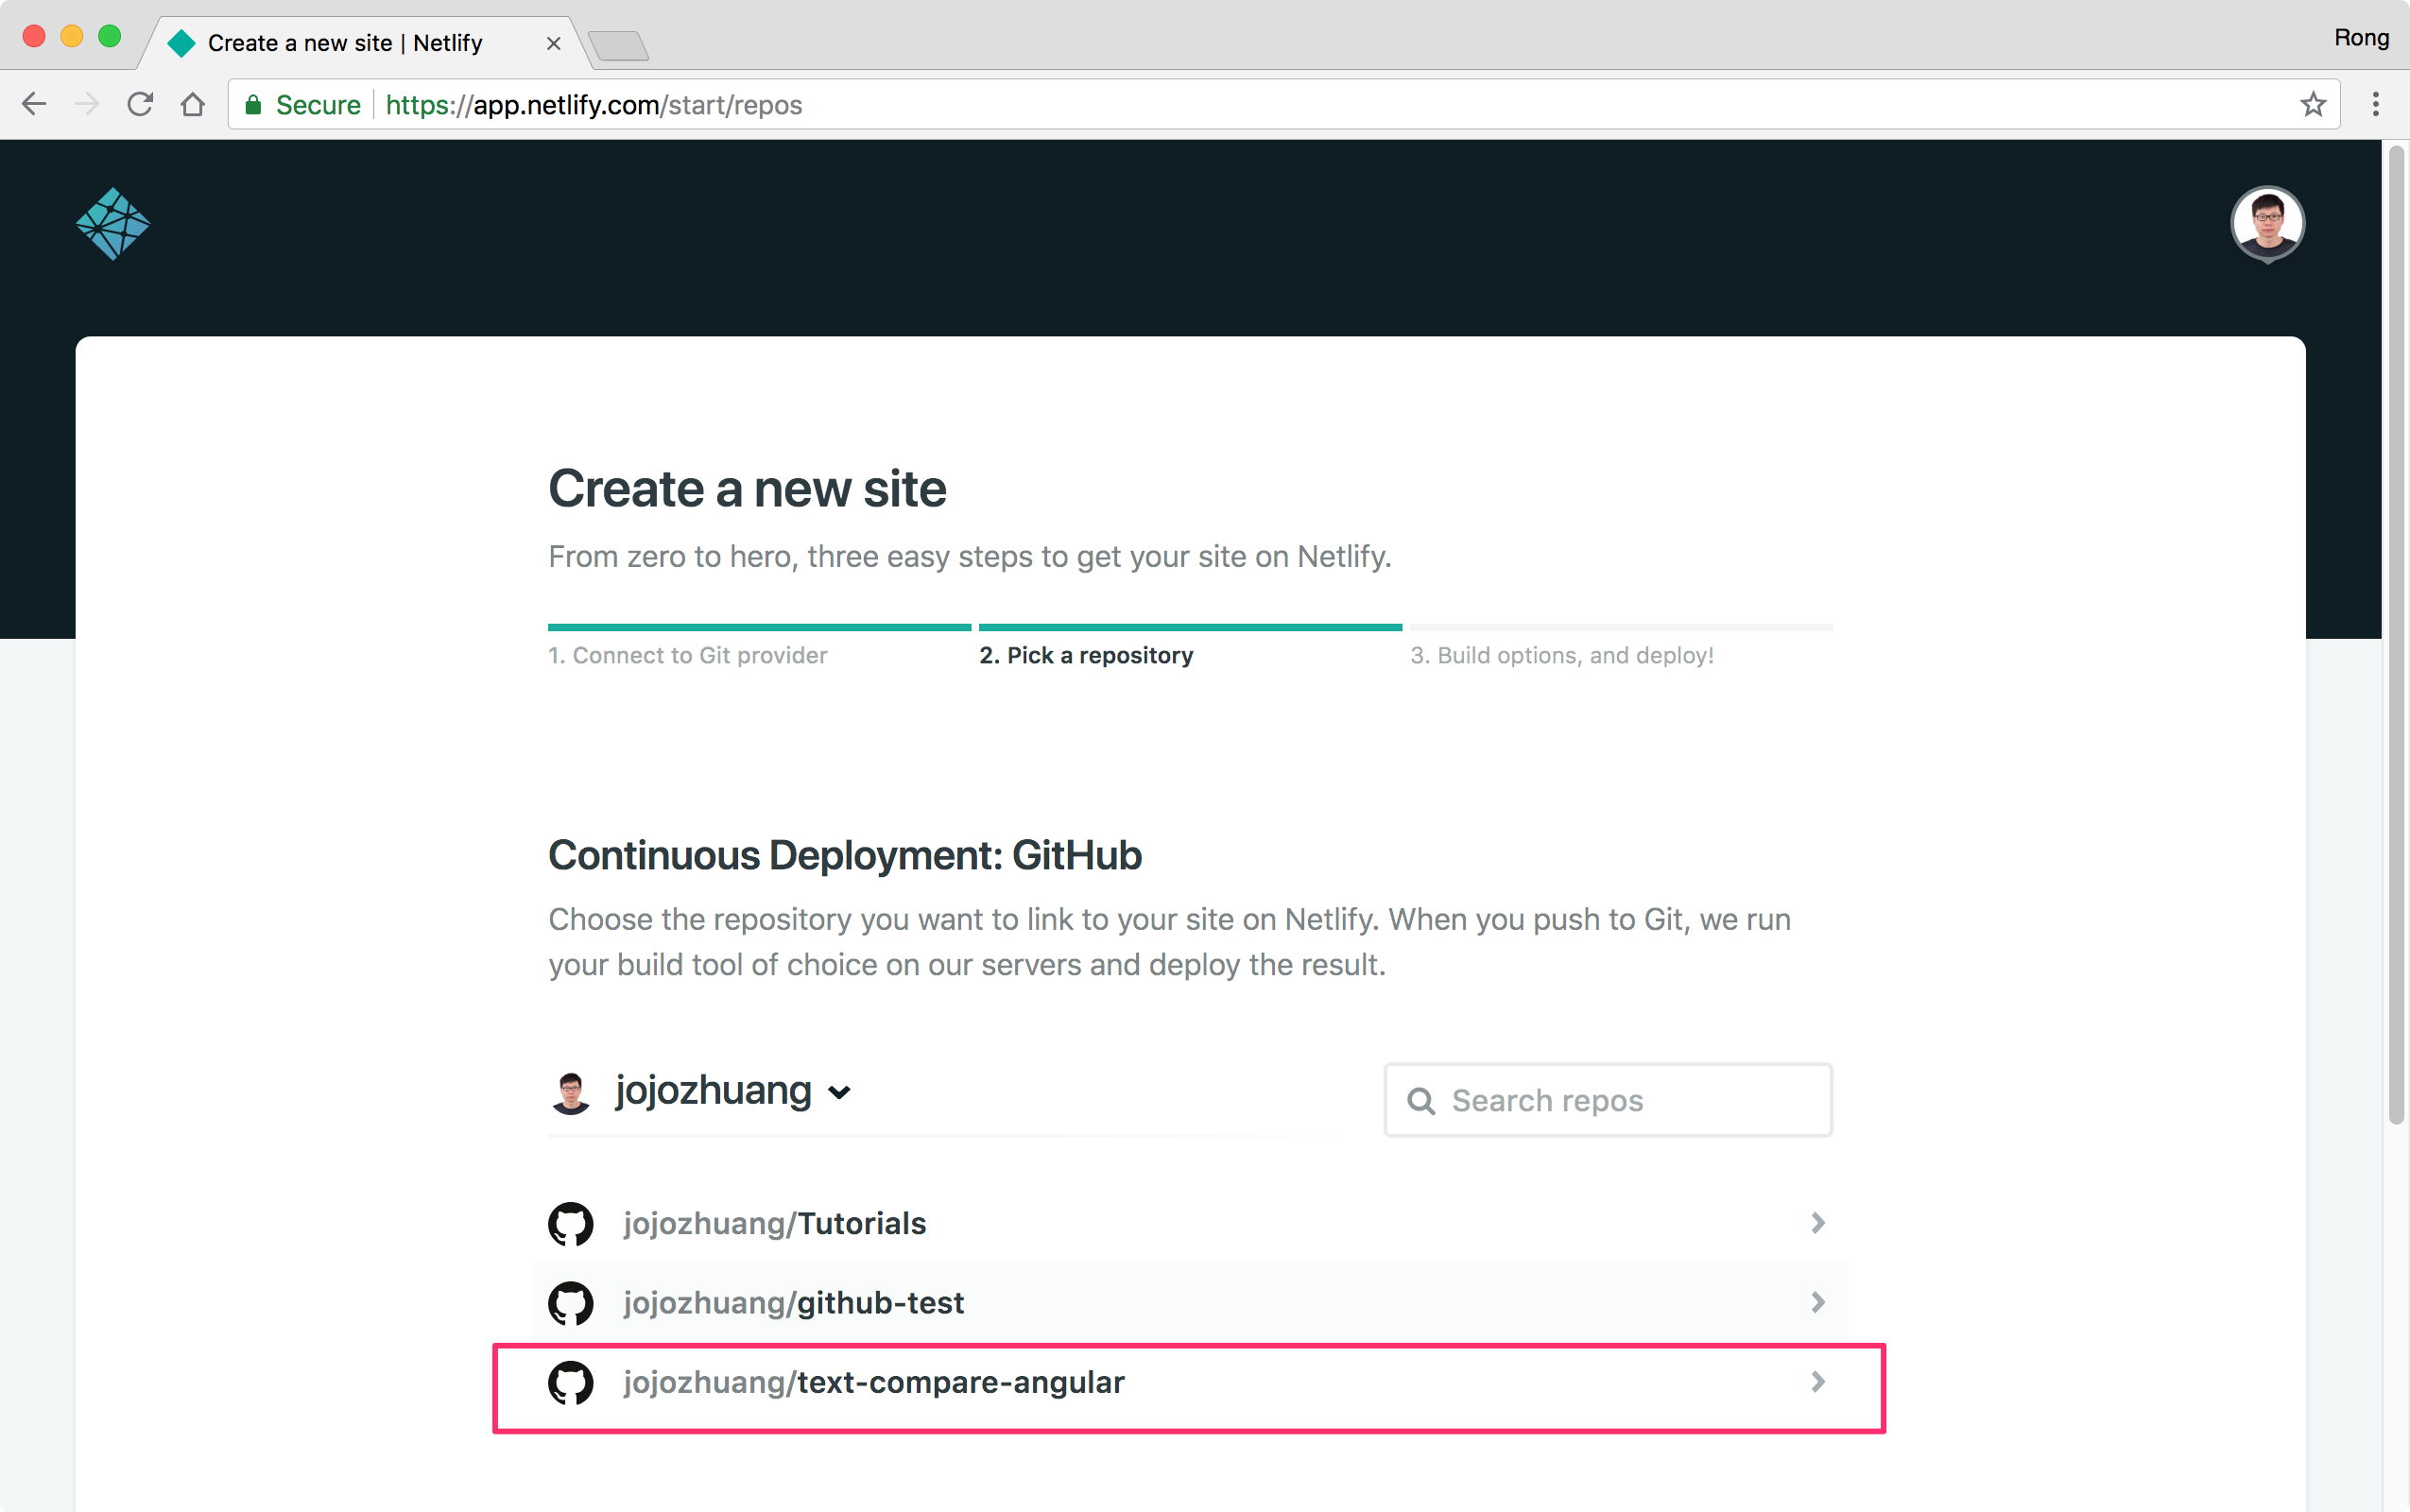 Create a new site | Netlify
Rong
Secure https://app.netlify.com/start/repos
Create a new site
From zero to hero, three easy steps to get your site on Netlify.
1. Connect to Git provider
2. Pick a repository
3. Build options, and deploy!
Continuous Deployment: GitHub
Choose the repository you want to link to your site on Netlify. When you push to Git, we run
your build tool of choice on our servers and deploy the result.
jojozhuang
Search repos
jojozhuang/Tutorials
jojozhuang/github-test
jojozhuang/text-compare-angular